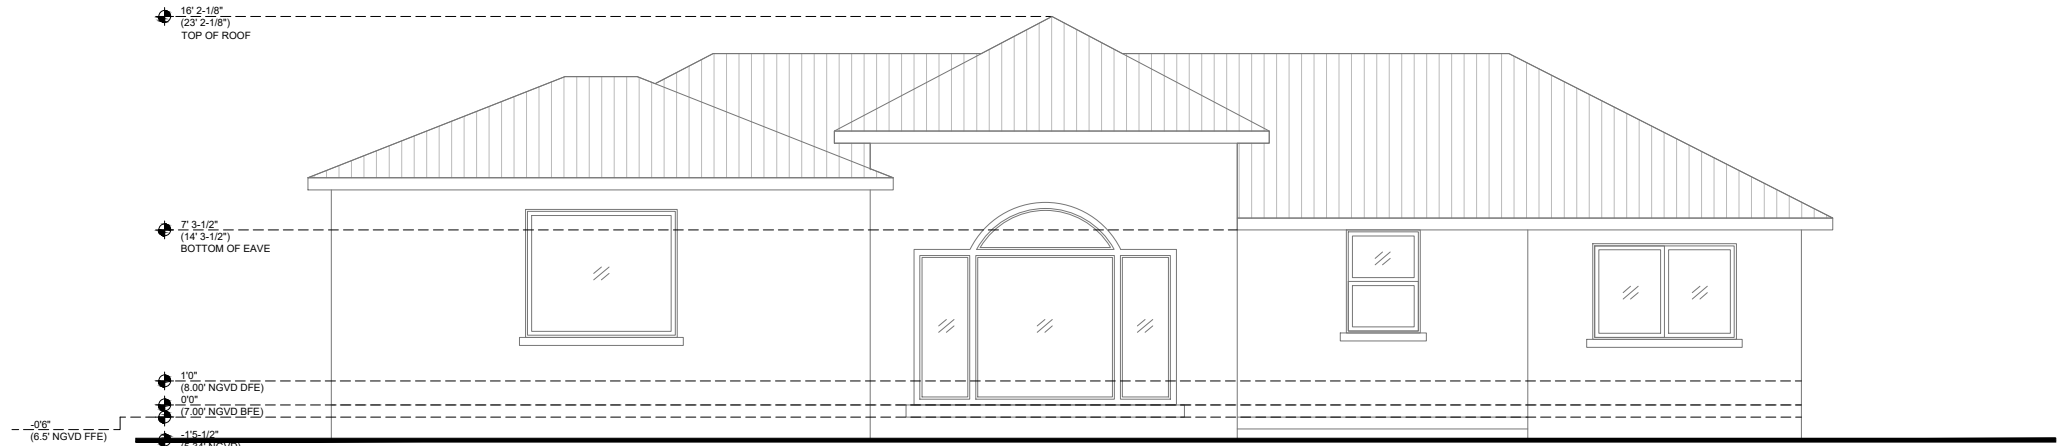 16' 2-1/8"
(23' 2-1/8")
TOP OF ROOF
7' 3-1/2"
(14' 3-1/2")
BOTTOM OF EAVE
1'0"
(8.00' NGVD DFE)
0'0"
(7.00' NGVD BFE)
-0'6"
(6.5' NGVD FFE)
-1'5-1/2"